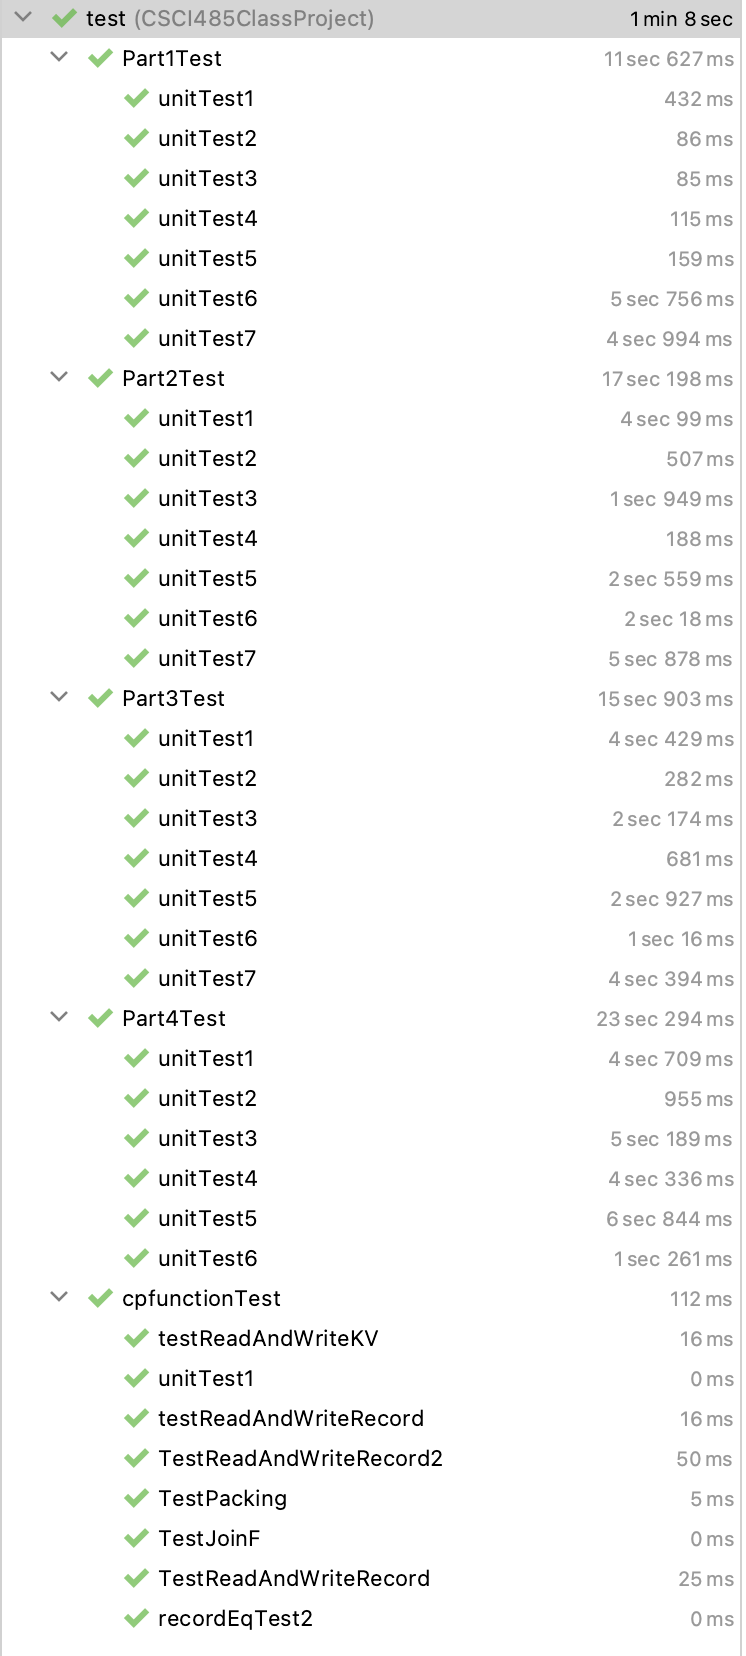 test (CSCI485ClassProject) 1 min 8 sec
Part1Test 11 sec 627 ms
unitTest1 432 ms
unitTest2 86 ms
unitTest3 85 ms
unitTest4 115 ms
unitTest5 159 ms
unitTest6 5 sec 756 ms
unitTest7 4 sec 994 ms
Part2Test 17 sec 198 ms
unitTest1 4 sec 99 ms
unitTest2 507 ms
unitTest3 1 sec 949 ms
unitTest4 188 ms
unitTest5 2 sec 559 ms
unitTest6 2 sec 18 ms
unitTest7 5 sec 878 ms
Part3Test 15 sec 903 ms
unitTest1 4 sec 429 ms
unitTest2 282 ms
unitTest3 2 sec 174 ms
unitTest4 681 ms
unitTest5 2 sec 927 ms
unitTest6 1 sec 16 ms
unitTest7 4 sec 394 ms
Part4Test 23 sec 294 ms
unitTest1 4 sec 709 ms
unitTest2 955 ms
unitTest3 5 sec 189 ms
unitTest4 4 sec 336 ms
unitTest5 6 sec 844 ms
unitTest6 1 sec 261 ms
cpfunctionTest 112 ms
testReadAndWriteKV 16 ms
unitTest1 0 ms
testReadAndWriteRecord 16 ms
TestReadAndWriteRecord2 50 ms
TestPacking 5 ms
TestJoinF 0 ms
TestReadAndWriteRecord 25 ms
recordEqTest2 0 ms